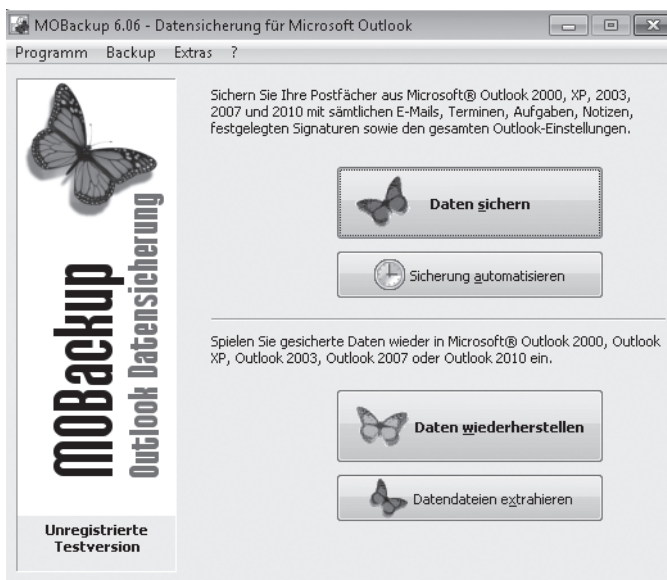 MOBackup 6.06 - Datensicherung für Microsoft Outlook
Programm Backup Extras ?
MOBackup
Outlook Datensicherung
Unregistrierte
Testversion
Sichern Sie Ihre Postfächer aus Microsoft® Outlook 2000, XP, 2003,
2007 und 2010 mit sämtlichen E-Mails, Terminen, Aufgaben, Notizen,
festgelegten Signaturen sowie den gesamten Outlook-Einstellungen.
Daten sichern
Sicherung automatisieren
Spielen Sie gesicherte Daten wieder in Microsoft® Outlook 2000, Outlook
XP, Outlook 2003, Outlook 2007 oder Outlook 2010 ein.
Daten wiederherstellen
Datendateien extrahieren